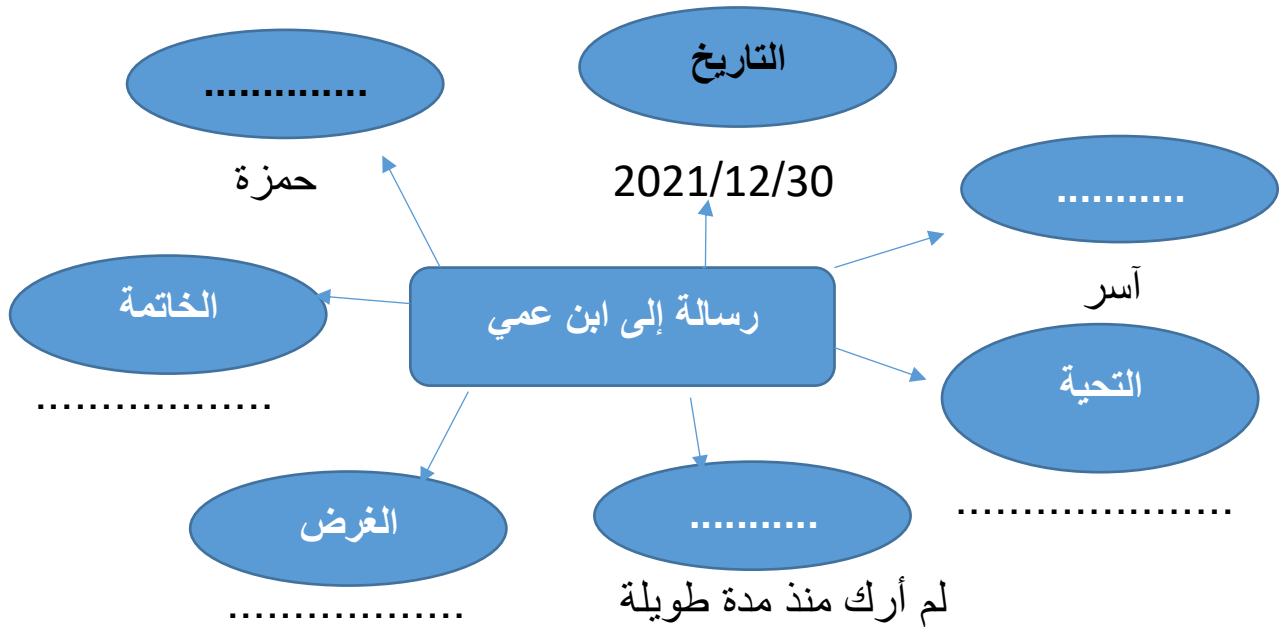 التاريخ
..............
2021/12/30
حمزة
...........
آسر
رسالة إلى ابن عمي
الخاتمة
..................
التحية
.....................
الغرض
..................
...........
لم أرك منذ مدة طويلة